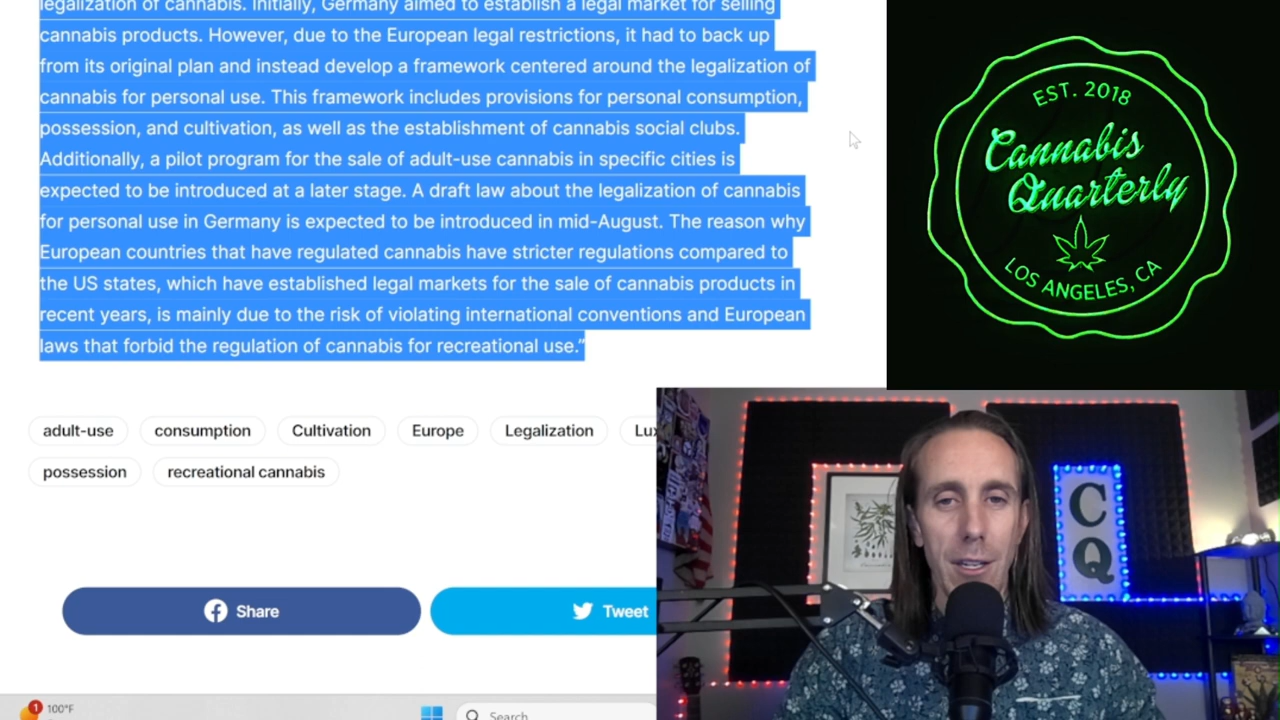 legalization of cannabis. Initially, Germany aimed to establish a legal market for selling
cannabis products. However, due to the European legal restrictions, it had to back up
from its original plan and instead develop a framework centered around the legalization of
cannabis for personal use. This framework includes provisions for personal consumption,
possession, and cultivation, as well as the establishment of cannabis social clubs.
Additionally, a pilot program for the sale of adult-use cannabis in specific cities is
expected to be introduced at a later stage. A draft law about the legalization of cannabis
for personal use in Germany is expected to be introduced in mid-August. The reason why
European countries that have regulated cannabis have stricter regulations compared to
the US states, which have established legal markets for the sale of cannabis products in
recent years, is mainly due to the risk of violating international conventions and European
laws that forbid the regulation of cannabis for recreational use.”
adult-use consumption Cultivation Europe Legalization
possession recreational cannabis
Share Tweet
1 100°F
Search
EST. 2018
Cannabis
Quarterly
LOS ANGELES, CA
C
Q